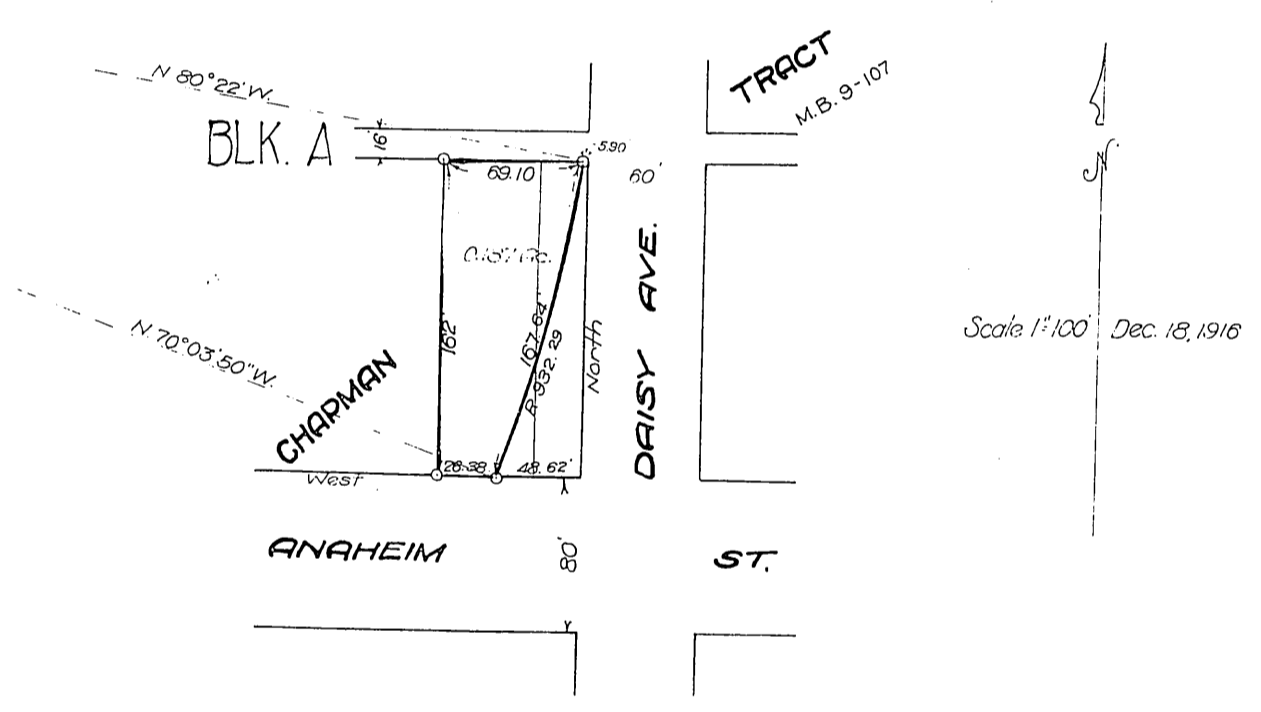 TRACT
M.B. 9-107
N 80°22' W.
BLK. A
16'
5.90
69.10
60'
N
162'
167.64'
R 932.29
North
DAISY AVE.
Scale 1"=100' Dec. 18, 1916
N. 70°03'50" W.
CHAPMAN
26.38
48.62'
West
ANAHEIM ST.
80'